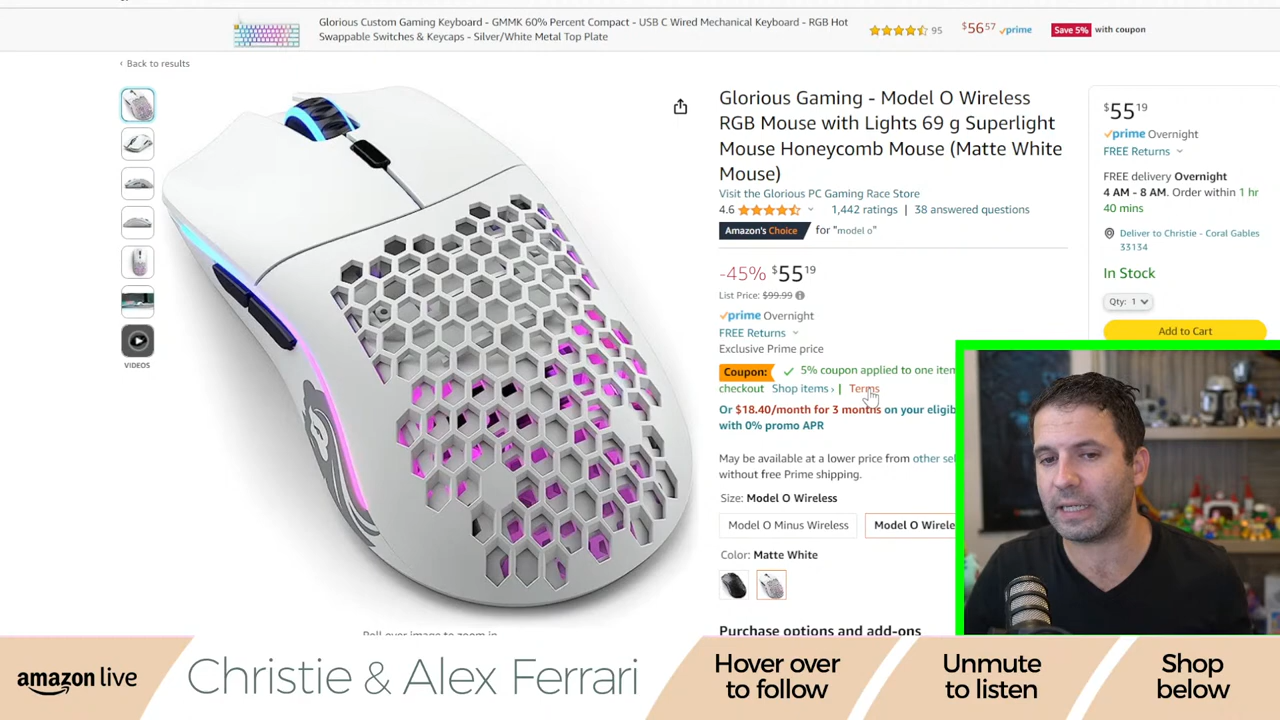 Glorious Custom Gaming Keyboard - GMMK 60% Percent Compact - USB C Wired Mechanical Keyboard - RGB Hot
Swappable Switches & Keycaps - Silver/White Metal Top Plate
95
$56⁵⁷ prime
Save 5% with coupon
‹ Back to results
VIDEOS
Glorious Gaming - Model O Wireless
RGB Mouse with Lights 69 g Superlight
Mouse Honeycomb Mouse (Matte White
Mouse)
Visit the Glorious PC Gaming Race Store
4.6 1,442 ratings | 38 answered questions
Amazon's Choice for "model o"
-45% $55¹⁹
List Price: $99.99
prime Overnight
FREE Returns
Exclusive Prime price
Coupon: 5% coupon applied to one item
checkout Shop items › | Terms
Or $18.40/month for 3 months on your eligib
with 0% promo APR
May be available at a lower price from other sel
without free Prime shipping.
Size: Model O Wireless
Model O Minus Wireless
Model O Wirele
Color: Matte White
Purchase options and add-ons
$55¹⁹
prime Overnight
FREE Returns
FREE delivery Overnight
4 AM - 8 AM. Order within 1 hr
40 mins
Deliver to Christie - Coral Gables
33134
In Stock
Qty: 1
Add to Cart
amazon live
Christie & Alex Ferrari
Hover over
to follow
Unmute
to listen
Shop
below